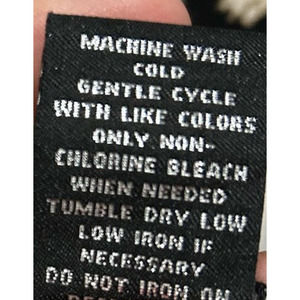 MACHINE WASH
COLD
GENTLE CYCLE
WITH LIKE COLORS
ONLY NON-
CHLORINE BLEACH
WHEN NEEDED
TUMBLE DRY LOW
LOW IRON IF
NECESSARY
DO NOT IRON ON